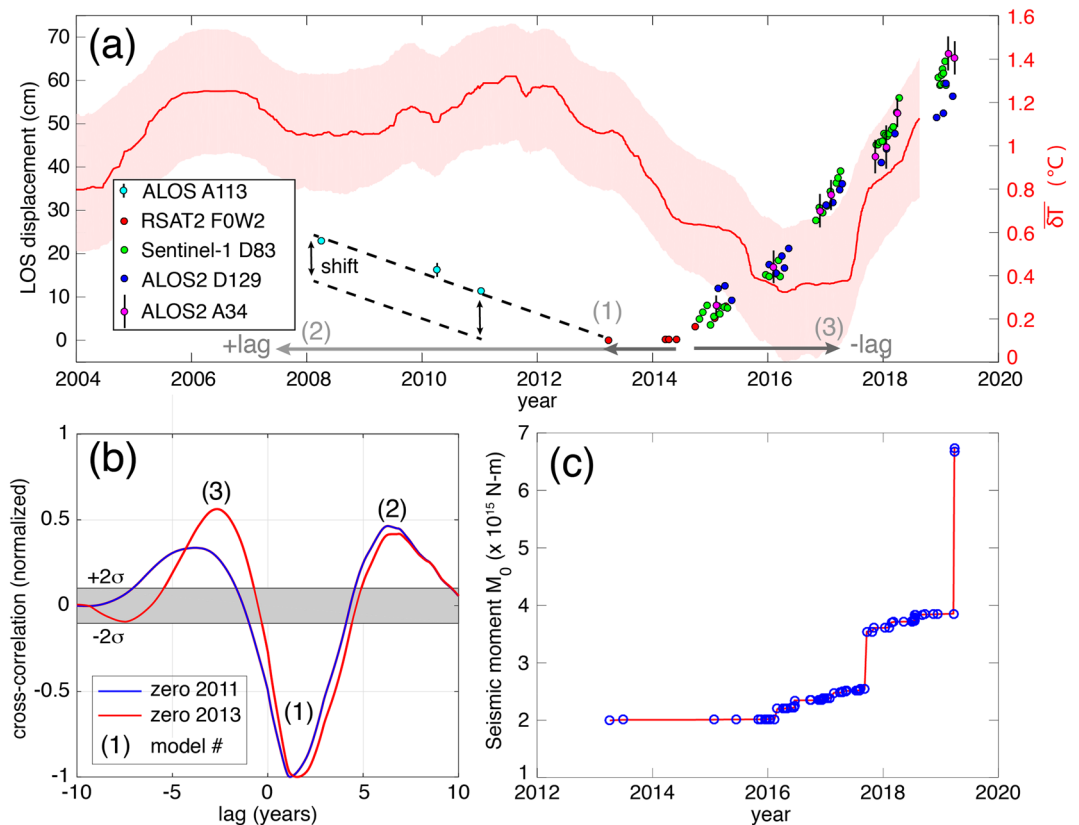 (a)
70
60
50
40
30
20
10
0
LOS displacement (cm)
1.6
1.4
1.2
1
0.8
0.6
0.4
0.2
0
δT (°C)
ALOS A113
RSAT2 F0W2
Sentinel-1 D83
ALOS2 D129
ALOS2 A34
shift
(1)
(2)
(3)
+lag
-lag
2004 2006 2008 2010 2012 2014 2016 2018 2020
year
(b)
1
0.5
0
-0.5
-1
cross-correlation (normalized)
(3)
(2)
+2σ
-2σ
(1)
zero 2011
zero 2013
(1) model #
-10 -5 0 5 10
lag (years)
(c)
7
6
5
4
3
2
1
Seismic moment M0 (x 10^15 N-m)
2012 2014 2016 2018 2020
year